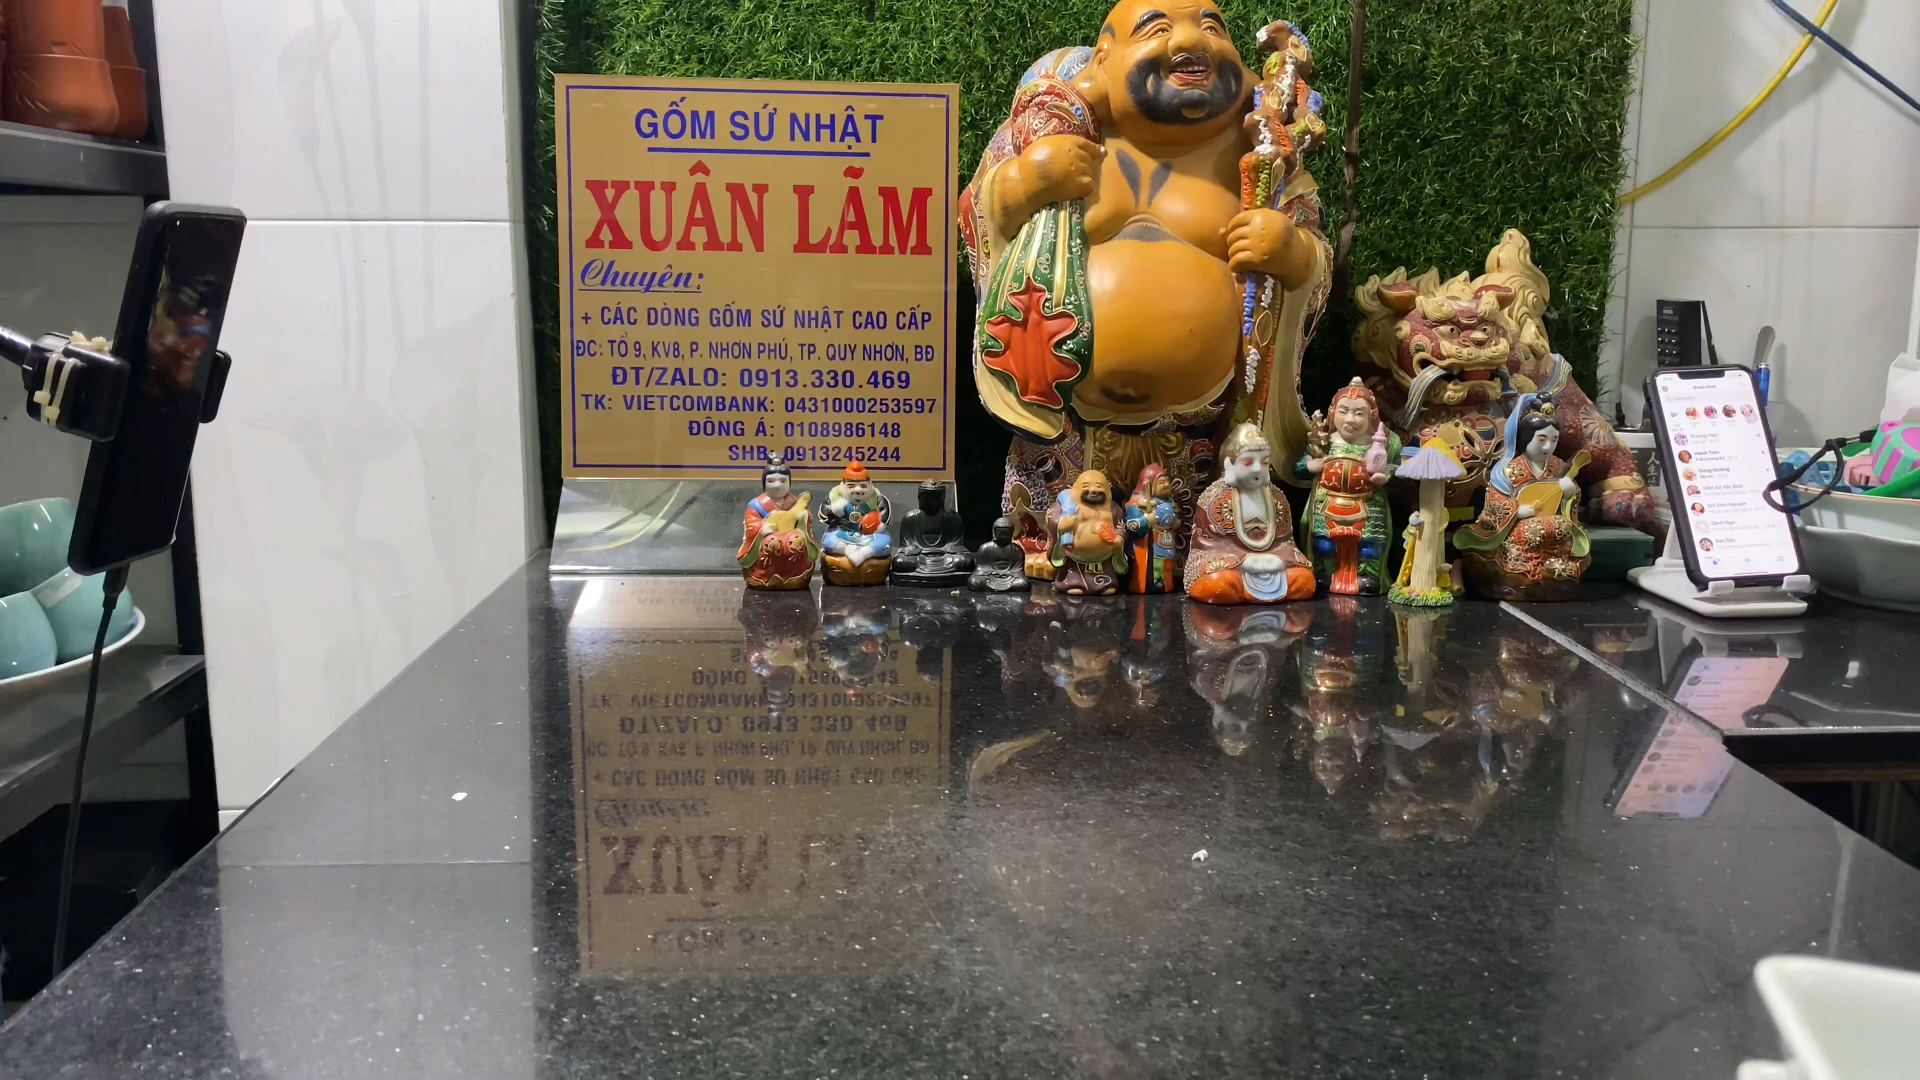 GỐM SỨ NHẬT
XUÂN LÃM
Chuyên:
+ CÁC DÒNG GỐM SỨ NHẬT CAO CẤP
ĐC: TỔ 9, KV8, P. NHƠN PHÚ, TP. QUY NHƠN, BĐ
ĐT/ZALO: 0913.330.469
TK: VIETCOMBANK: 0431000253597
ĐÔNG Á: 0108986148
SHB: 0913245244